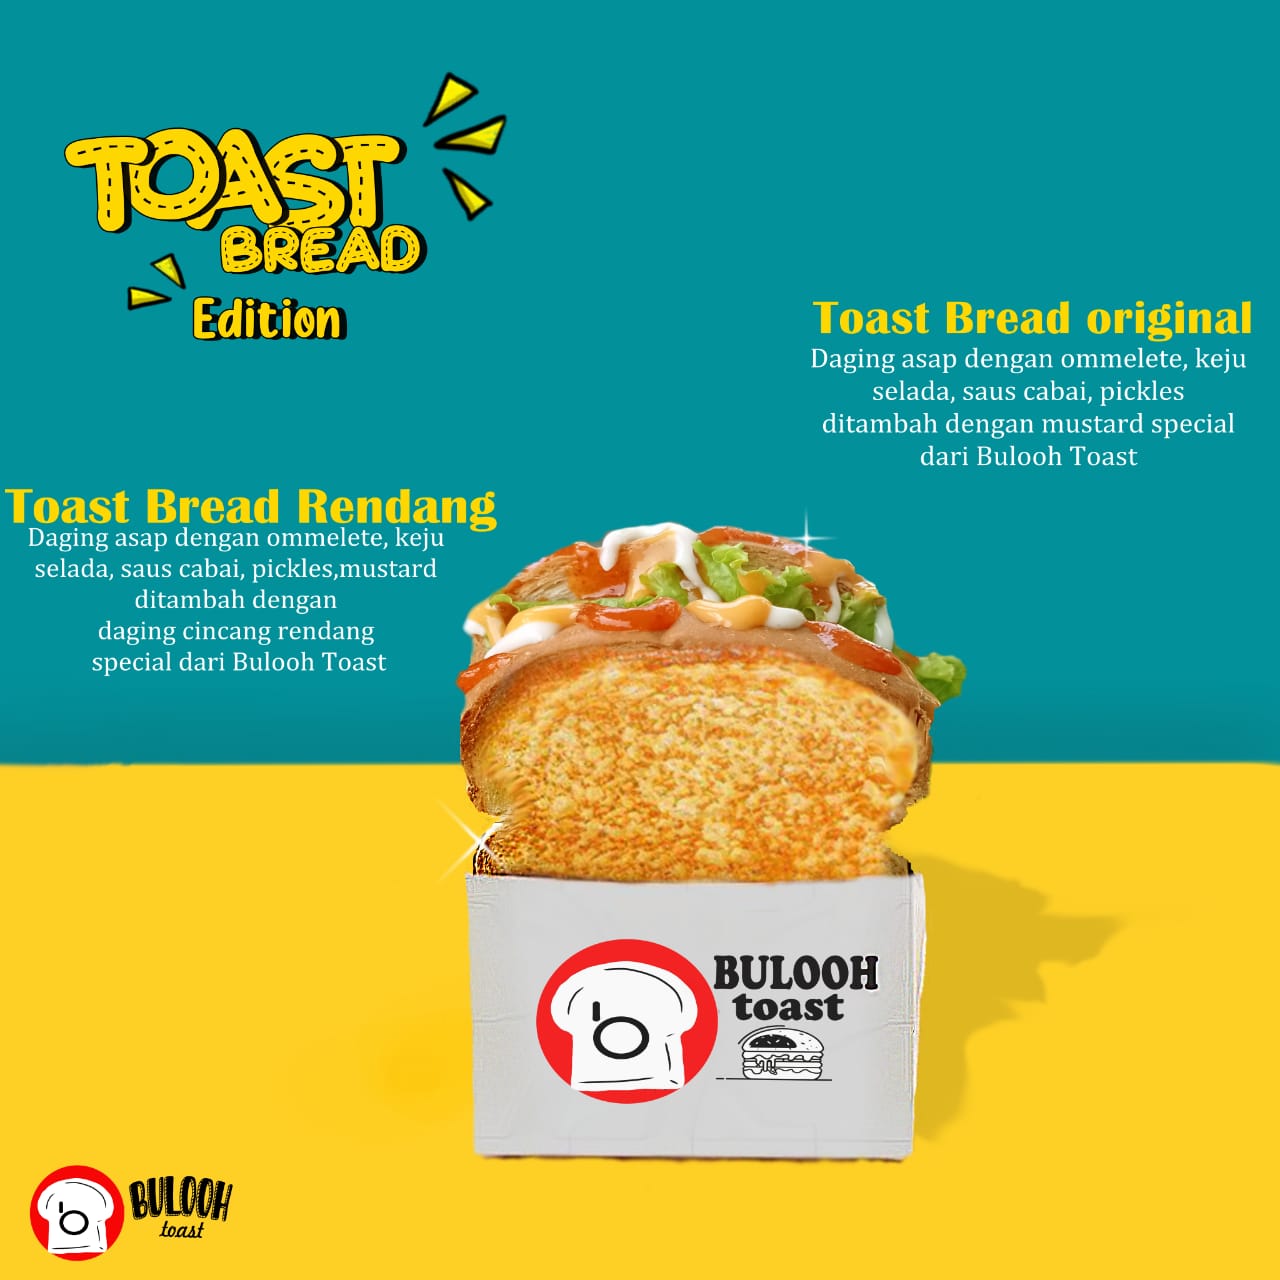 TOAST
BREAD
Edition
Toast Bread original
Daging asap dengan ommelete, keju
selada, saus cabai, pickles
ditambah dengan mustard special
dari Bulooh Toast
Toast Bread Rendang
Daging asap dengan ommelete, keju
selada, saus cabai, pickles,mustard
ditambah dengan
daging cincang rendang
special dari Bulooh Toast
b
BULOOH
toast
b
BULOOH
toast